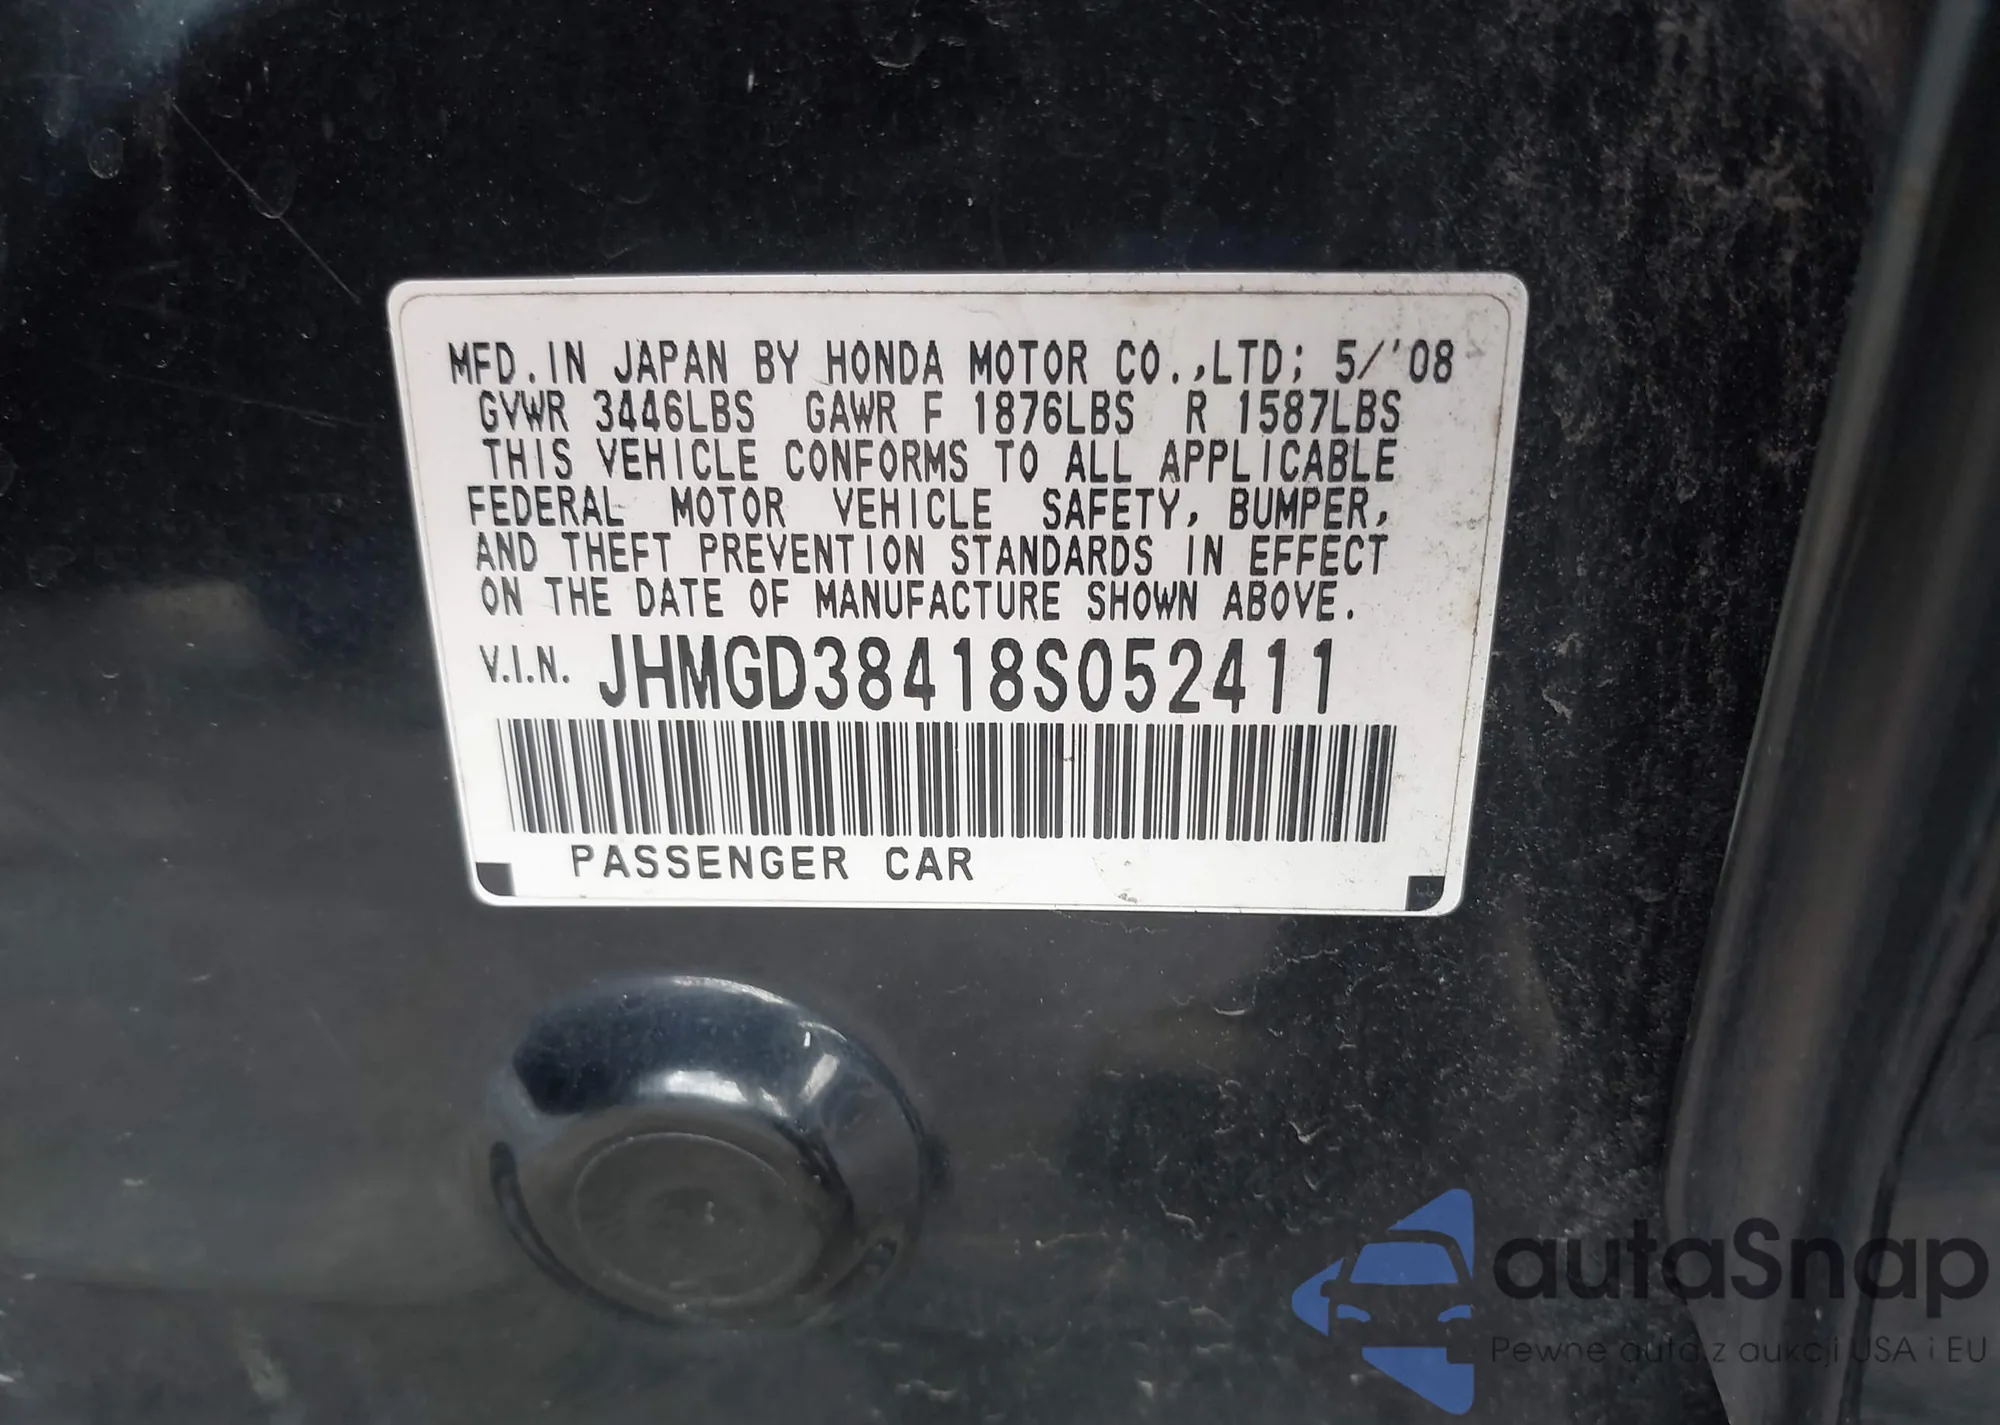 MFD.IN JAPAN BY HONDA MOTOR CO.,LTD; 5/'08
GVWR 3446LBS GAWR F 1876LBS R 1587LBS
THIS VEHICLE CONFORMS TO ALL APPLICABLE
FEDERAL MOTOR VEHICLE SAFETY, BUMPER,
AND THEFT PREVENTION STANDARDS IN EFFECT
ON THE DATE OF MANUFACTURE SHOWN ABOVE.
V.I.N. JHMGD38418S052411
PASSENGER CAR
autaSnap
Pewne auta z aukcji USA i EU